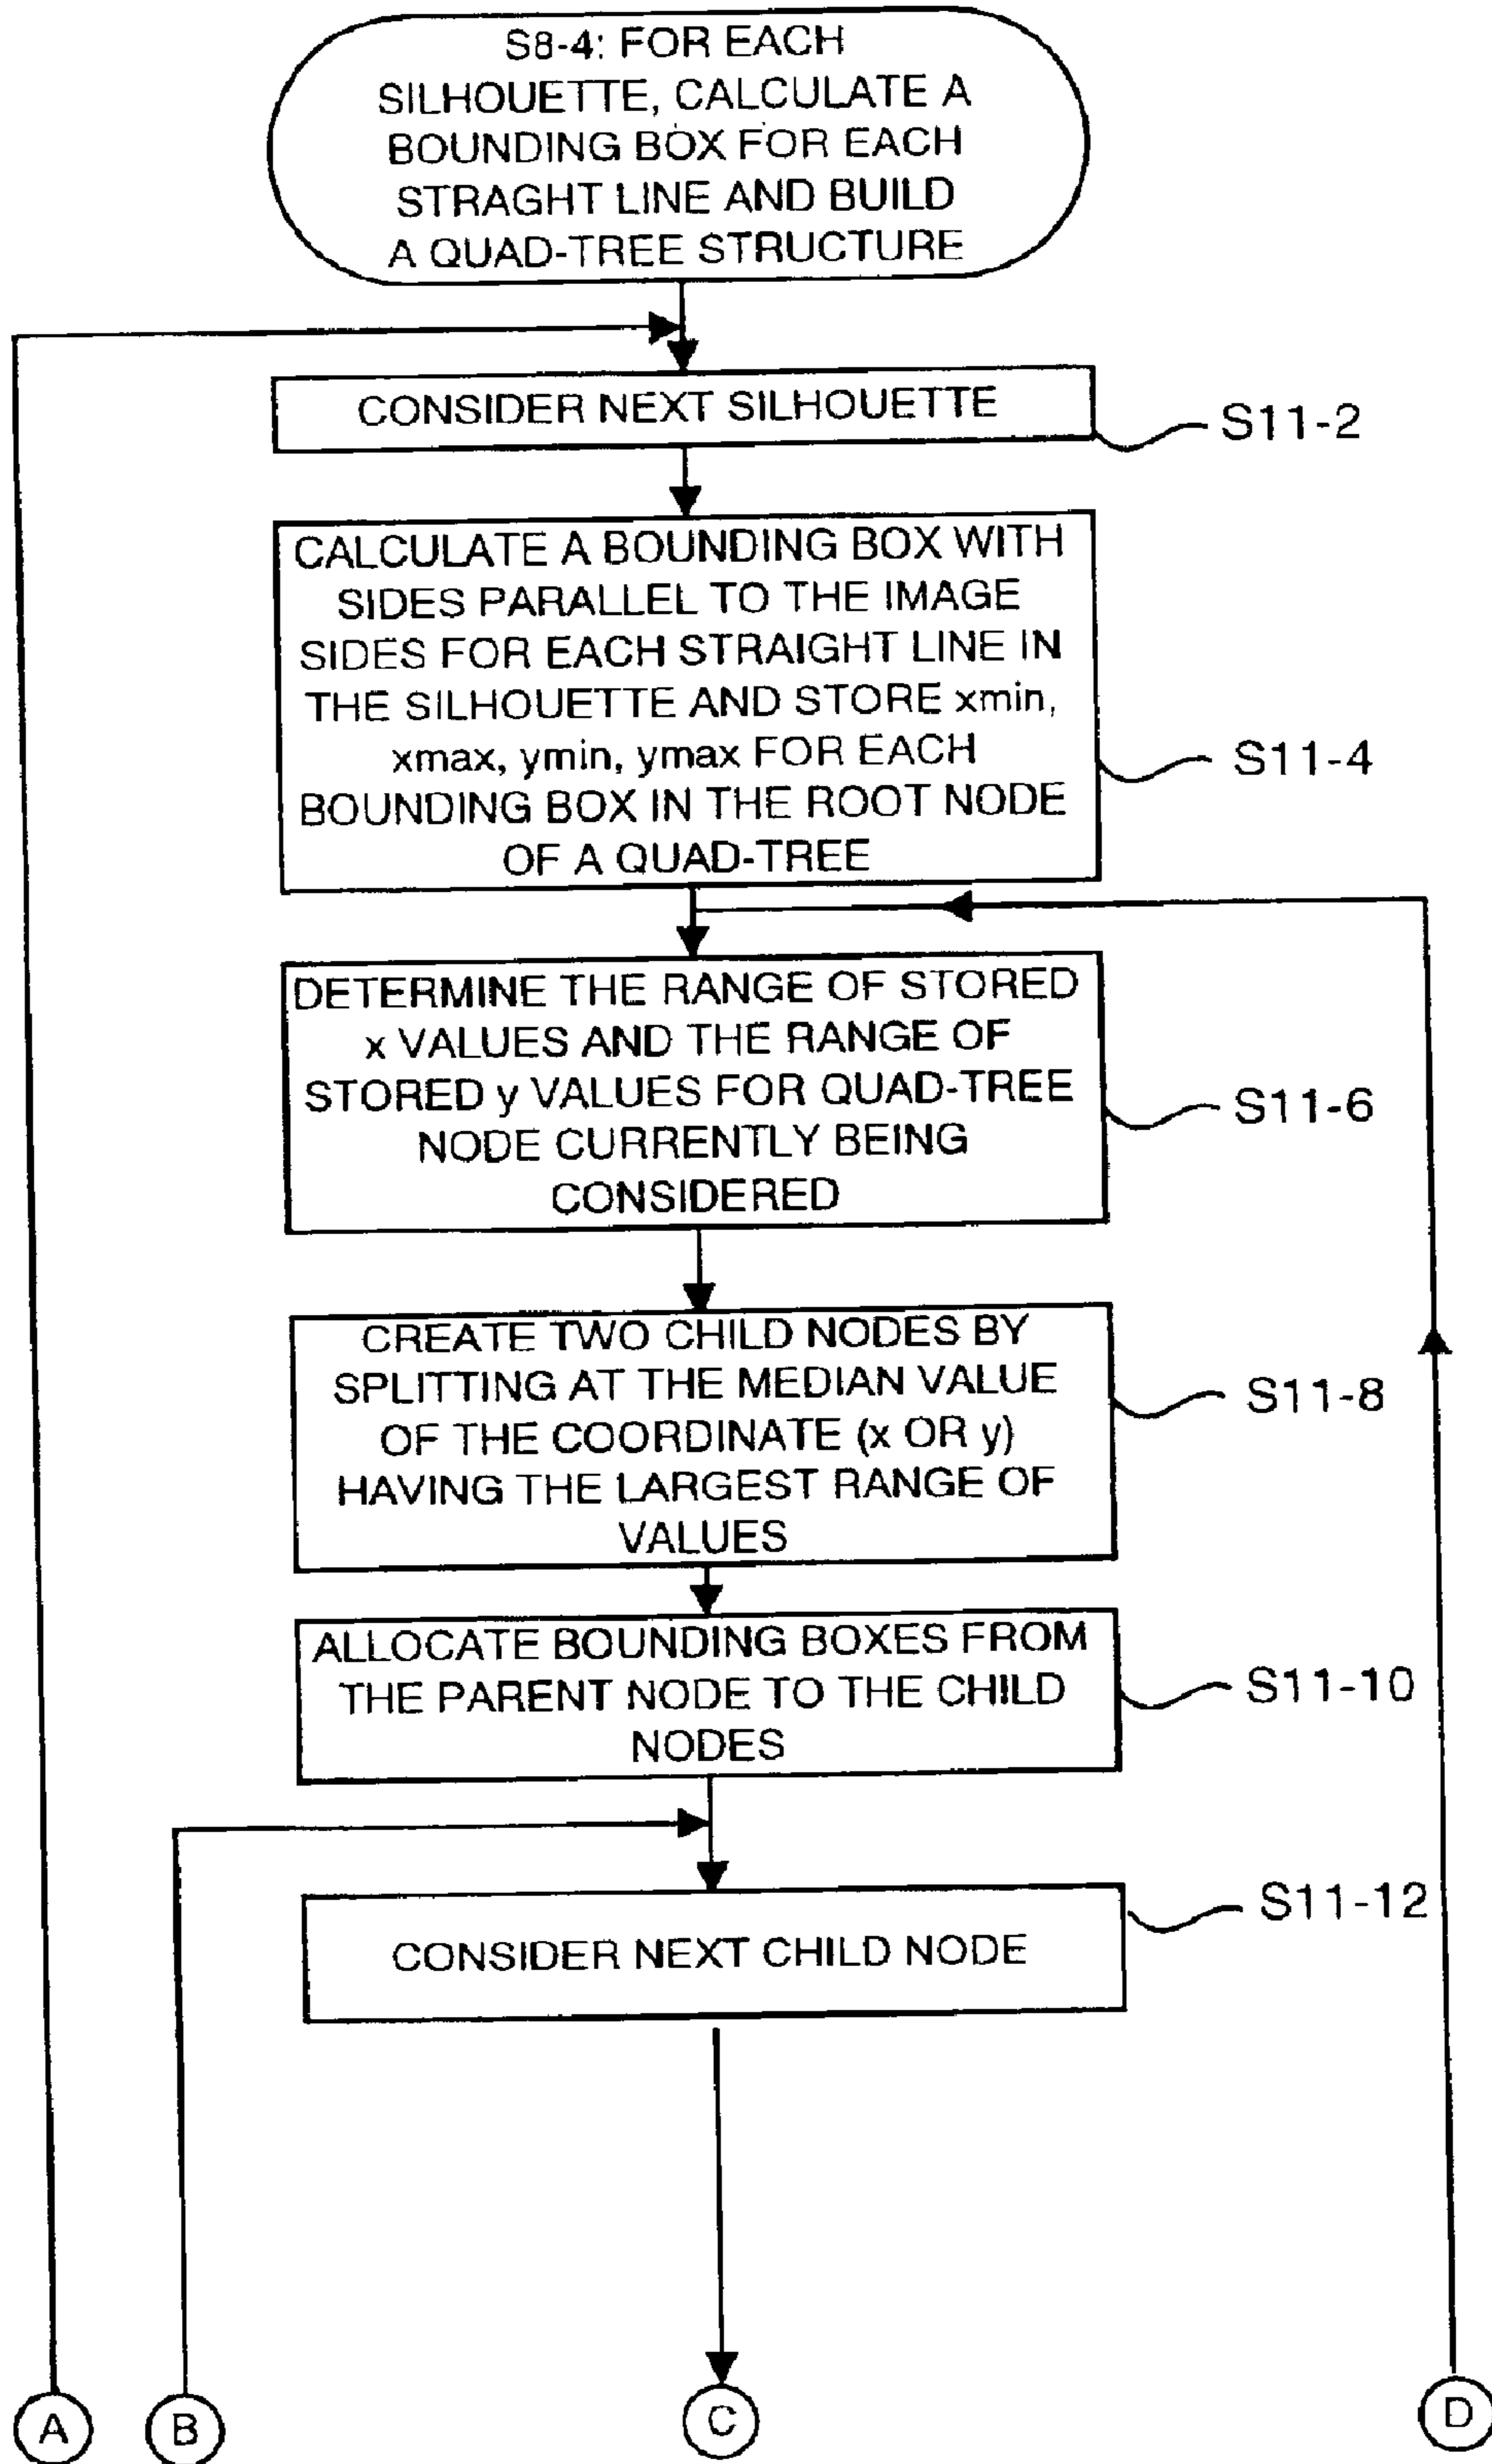 S8-4: FOR EACH
SILHOUETTE, CALCULATE A
BOUNDING BOX FOR EACH
STRAGHT LINE AND BUILD
A QUAD-TREE STRUCTURE
CONSIDER NEXT SILHOUETTE
S11-2
CALCULATE A BOUNDING BOX WITH
SIDES PARALLEL TO THE IMAGE
SIDES FOR EACH STRAIGHT LINE IN
THE SILHOUETTE AND STORE xmin,
xmax, ymin, ymax FOR EACH
BOUNDING BOX IN THE ROOT NODE
OF A QUAD-TREE
S11-4
DETERMINE THE RANGE OF STORED
x VALUES AND THE RANGE OF
STORED y VALUES FOR QUAD-TREE
NODE CURRENTLY BEING
CONSIDERED
S11-6
CREATE TWO CHILD NODES BY
SPLITTING AT THE MEDIAN VALUE
OF THE COORDINATE (x OR y)
HAVING THE LARGEST RANGE OF
VALUES
S11-8
ALLOCATE BOUNDING BOXES FROM
THE PARENT NODE TO THE CHILD
NODES
S11-10
CONSIDER NEXT CHILD NODE
S11-12
A
B
C
D